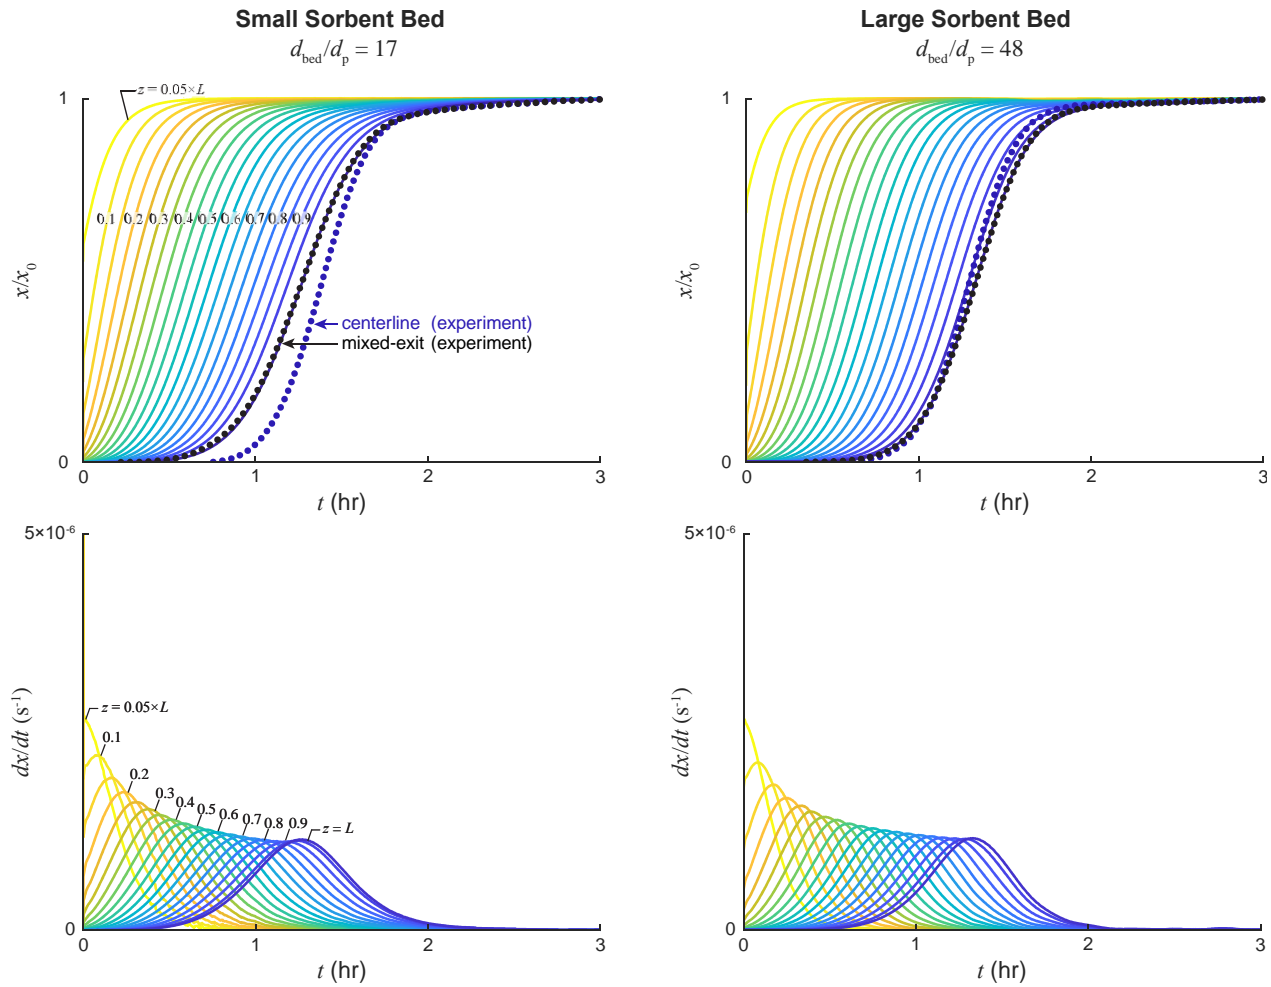 Small Sorbent Bed
d_bed/d_p = 17
Large Sorbent Bed
d_bed/d_p = 48
z = 0.05×L
1
0.1 0.2 0.3 0.4 0.5 0.6 0.7 0.8 0.9
x/x₀
centerline (experiment)
mixed-exit (experiment)
0
0 1 2 3
t (hr)
1
x/x₀
0
0 1 2 3
t (hr)
5×10⁻⁶
dx/dt (s⁻¹)
z = 0.05×L
0.1
0.2
0.3
0.4
0.5
0.6
0.7
0.8
0.9
z = L
0
0 1 2 3
t (hr)
5×10⁻⁶
dx/dt (s⁻¹)
0
0 1 2 3
t (hr)